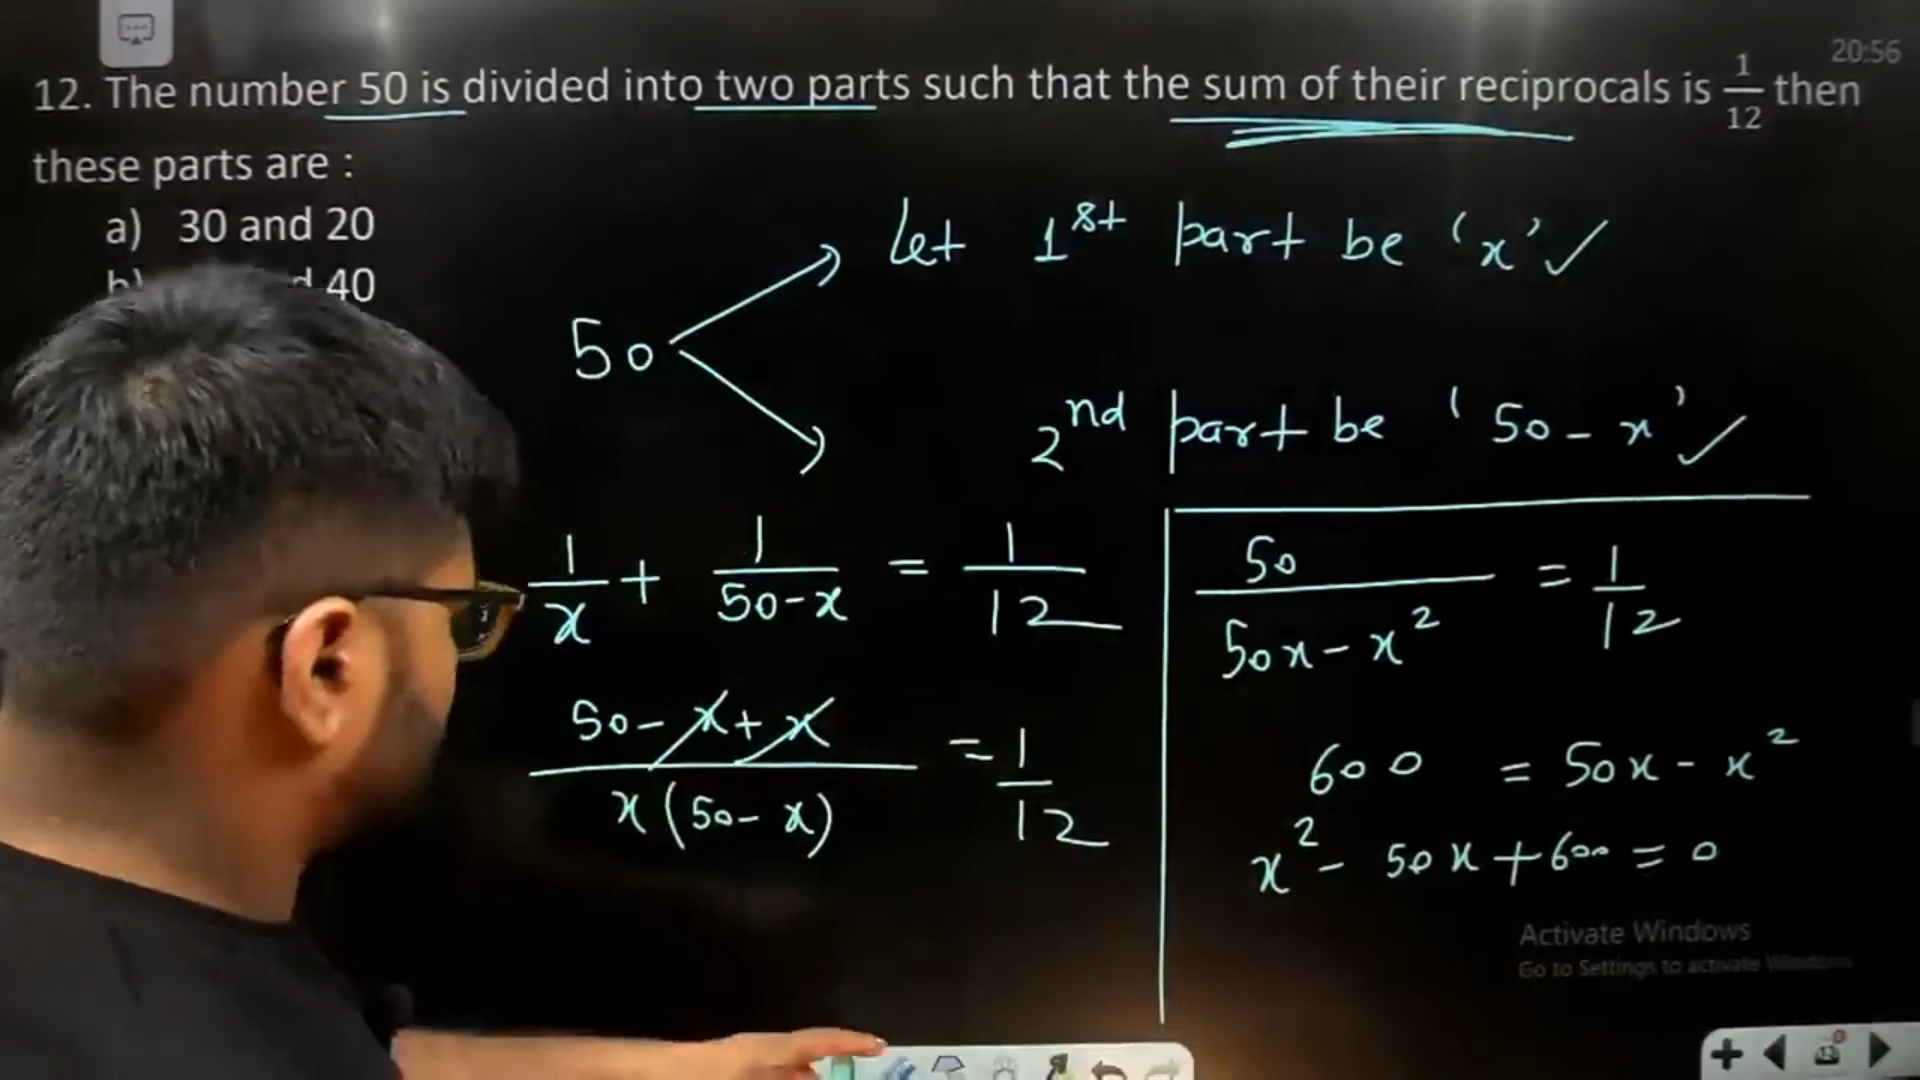 20:56
12. The number 50 is divided into two parts such that the sum of their reciprocals is 1/12 then
these parts are :
a) 30 and 20
40
50
Let 1st part be 'x' ✓
2nd part be '50 - x' ✓
1/x + 1/(50-x) = 1/12
(50 - x + x)/(x(50 - x)) = 1/12
50/(50x - x²) = 1/12
600 = 50x - x²
x² - 50x + 600 = 0
Activate Windows
Go to Settings to activate Windows